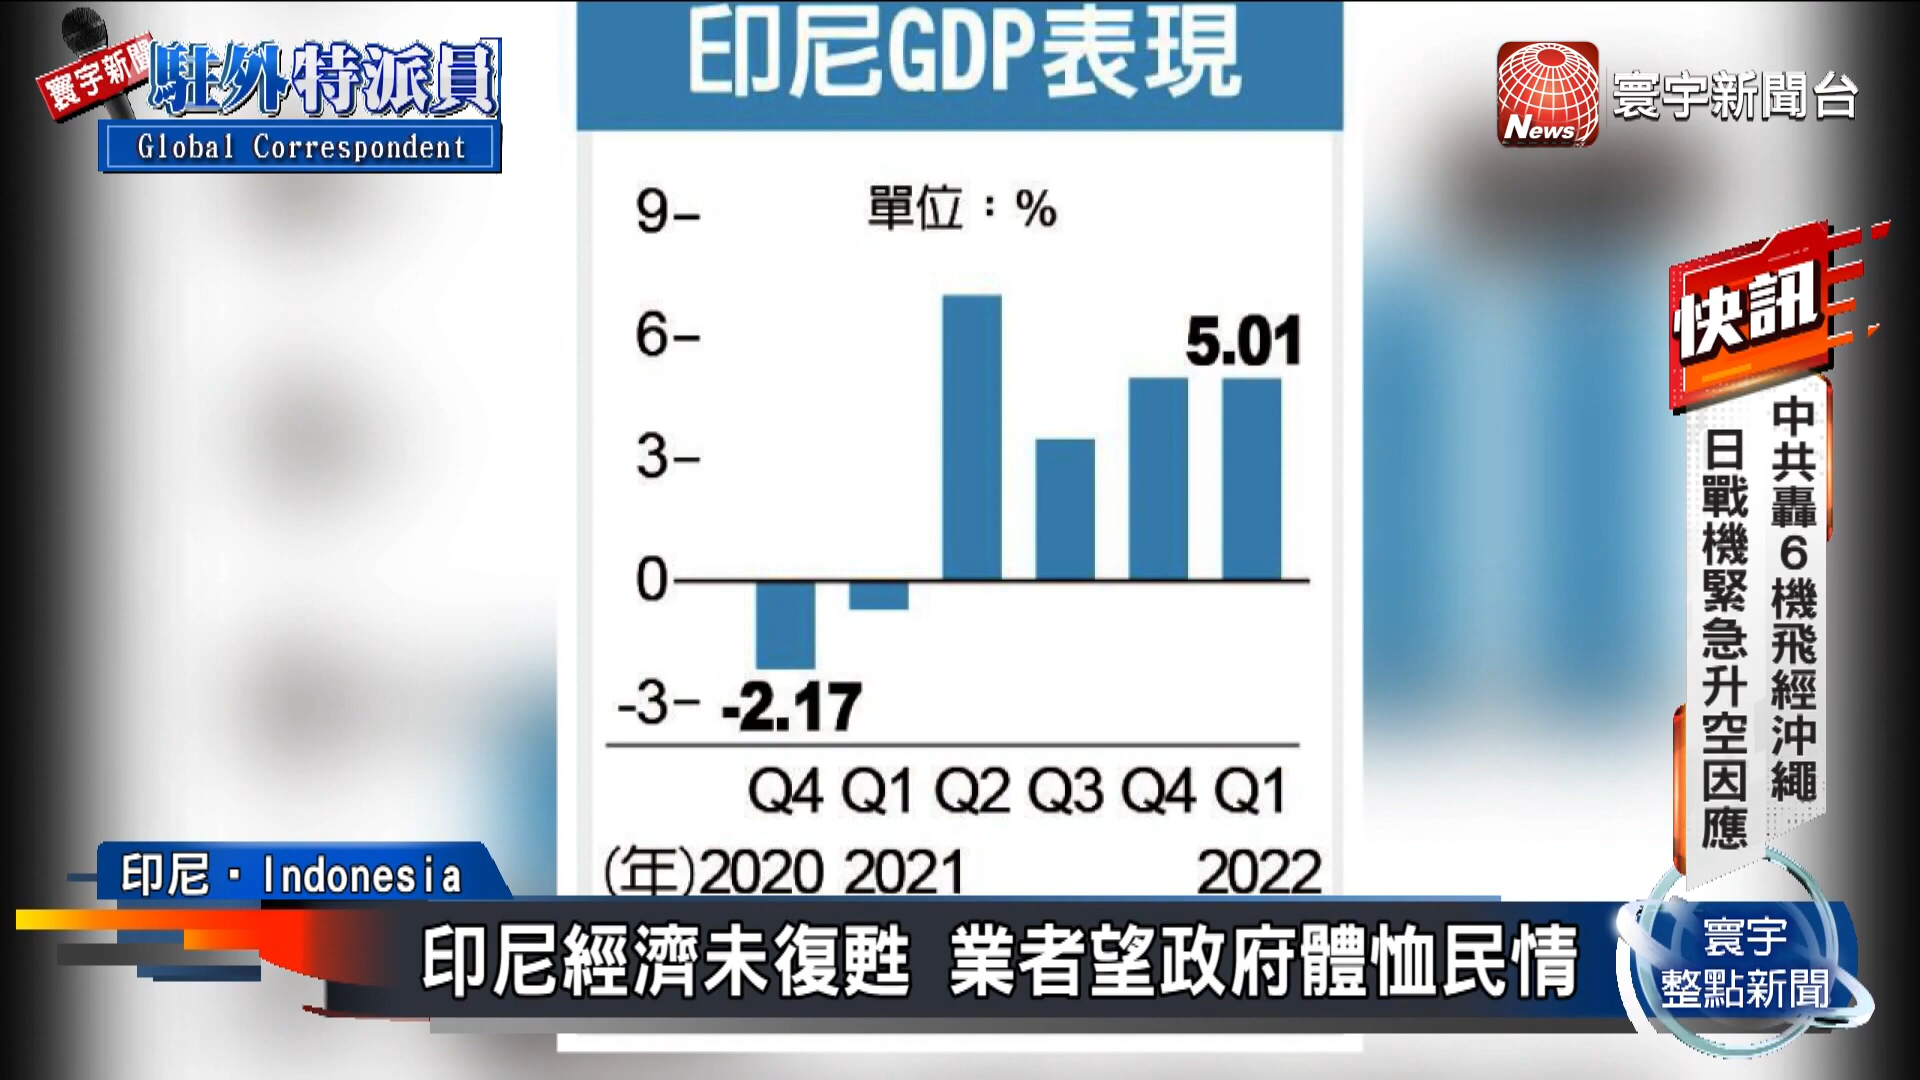 寰宇新聞
駐外特派員
Global Correspondent
News
寰宇新聞台
印尼GDP表現
單位：%
9
6
3
0
-3
5.01
-2.17
Q4 Q1 Q2 Q3 Q4 Q1
(年)2020 2021 2022
快訊
中共轟6機飛經沖繩
日戰機緊急升空因應
印尼·Indonesia
印尼經濟未復甦 業者望政府體恤民情
寰宇
整點新聞